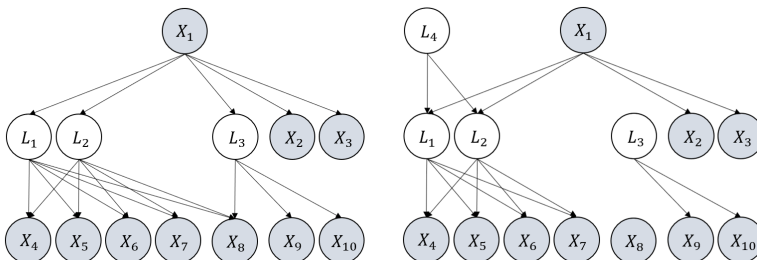 X₁
L₁ L₂ L₃ X₂ X₃
X₄ X₅ X₆ X₇ X₈ X₉ X₁₀
L₄ X₁
L₁ L₂ L₃ X₂ X₃
X₄ X₅ X₆ X₇ X₈ X₉ X₁₀